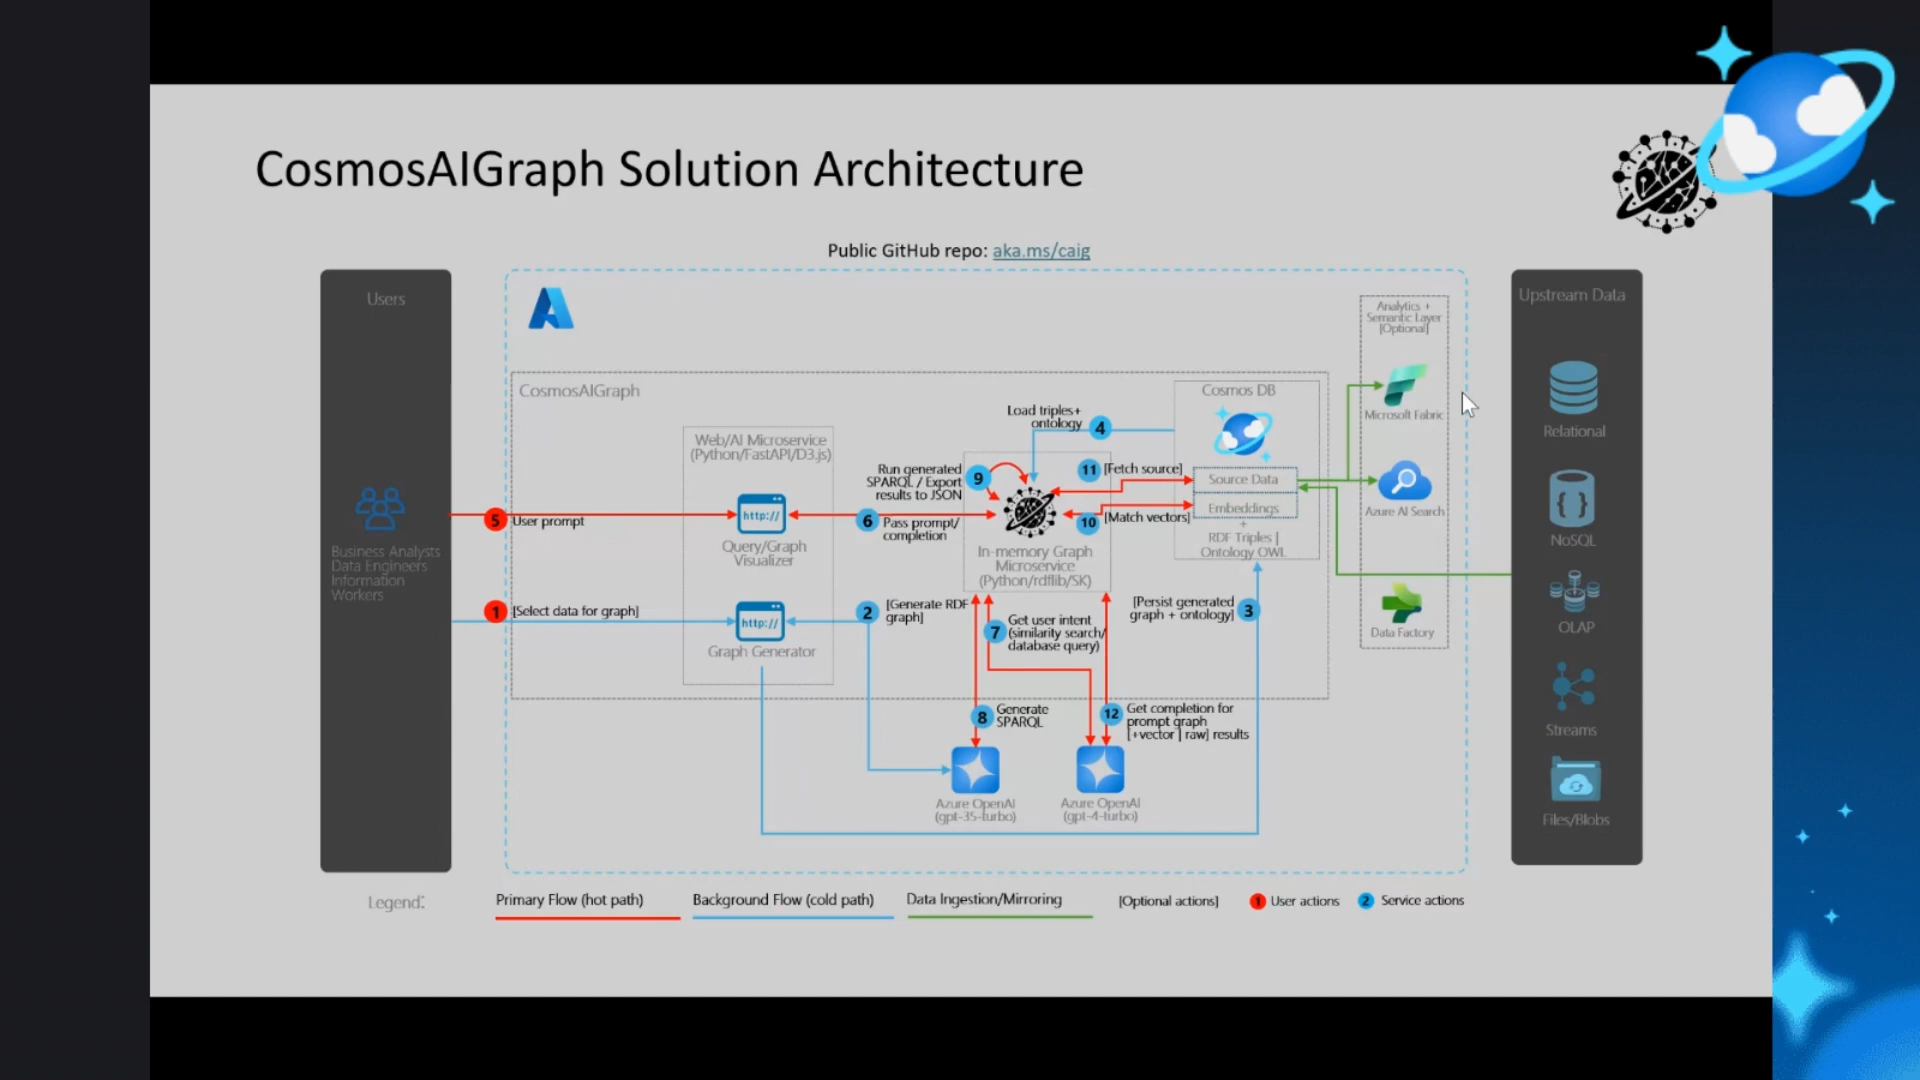 CosmosAIGraph Solution Architecture
Public GitHub repo: aka.ms/caig
Users
Business Analysts
Data Engineers
Information
Workers
CosmosAIGraph
Web/AI Microservice
(Python/FastAPI/D3.js)
http://
Query/Graph
Visualizer
http://
Graph Generator
5
User prompt
1
[Select data for graph]
6
Pass prompt/
completion
2
[Generate RDF
graph]
Load triples+
ontology
4
Run generated
SPARQL / Export
results to JSON
9
11
[Fetch source]
10
[Match vectors]
In-memory Graph
Microservice
(Python/rdflib/SK)
Cosmos DB
Source Data
Embeddings
+
RDF Triples |
Ontology OWL
[Persist generated
graph + ontology]
3
7
Get user intent
(similarity search/
database query)
8
Generate
SPARQL
12
Get completion for
prompt graph
[+vector | raw] results
Azure OpenAI
(gpt-35-turbo)
Azure OpenAI
(gpt-4-turbo)
Analytics +
Semantic Layer
[Optional]
Microsoft Fabric
Azure AI Search
Data Factory
Upstream Data
Relational
NoSQL
OLAP
Streams
Files/Blobs
Legend:
Primary Flow (hot path)
Background Flow (cold path)
Data Ingestion/Mirroring
[Optional actions]
1 User actions
2 Service actions